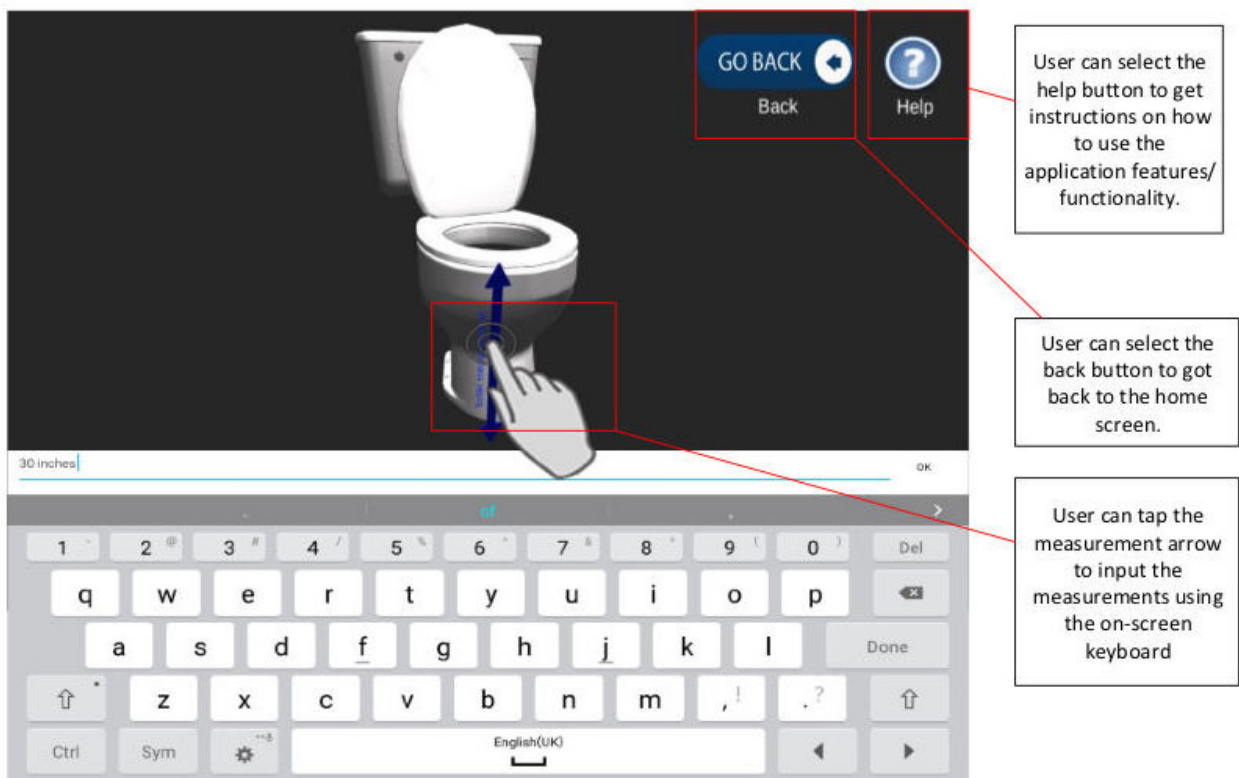 GO BACK
Back
?
Help
User can select the
help button to get
instructions on how
to use the
application features/
functionality.
User can select the
back button to got
back to the home
screen.
User can tap the
measurement arrow
to input the
measurements using
the on-screen
keyboard
30 inches
OK
of
1 2 @ 3 # 4 / 5 % 6 ^ 7 & 8 * 9 ( 0 ) Del
q w e r t y u i o p
a s d f g h j k l Done
z x c v b n m , ! . ?
Ctrl Sym English(UK)